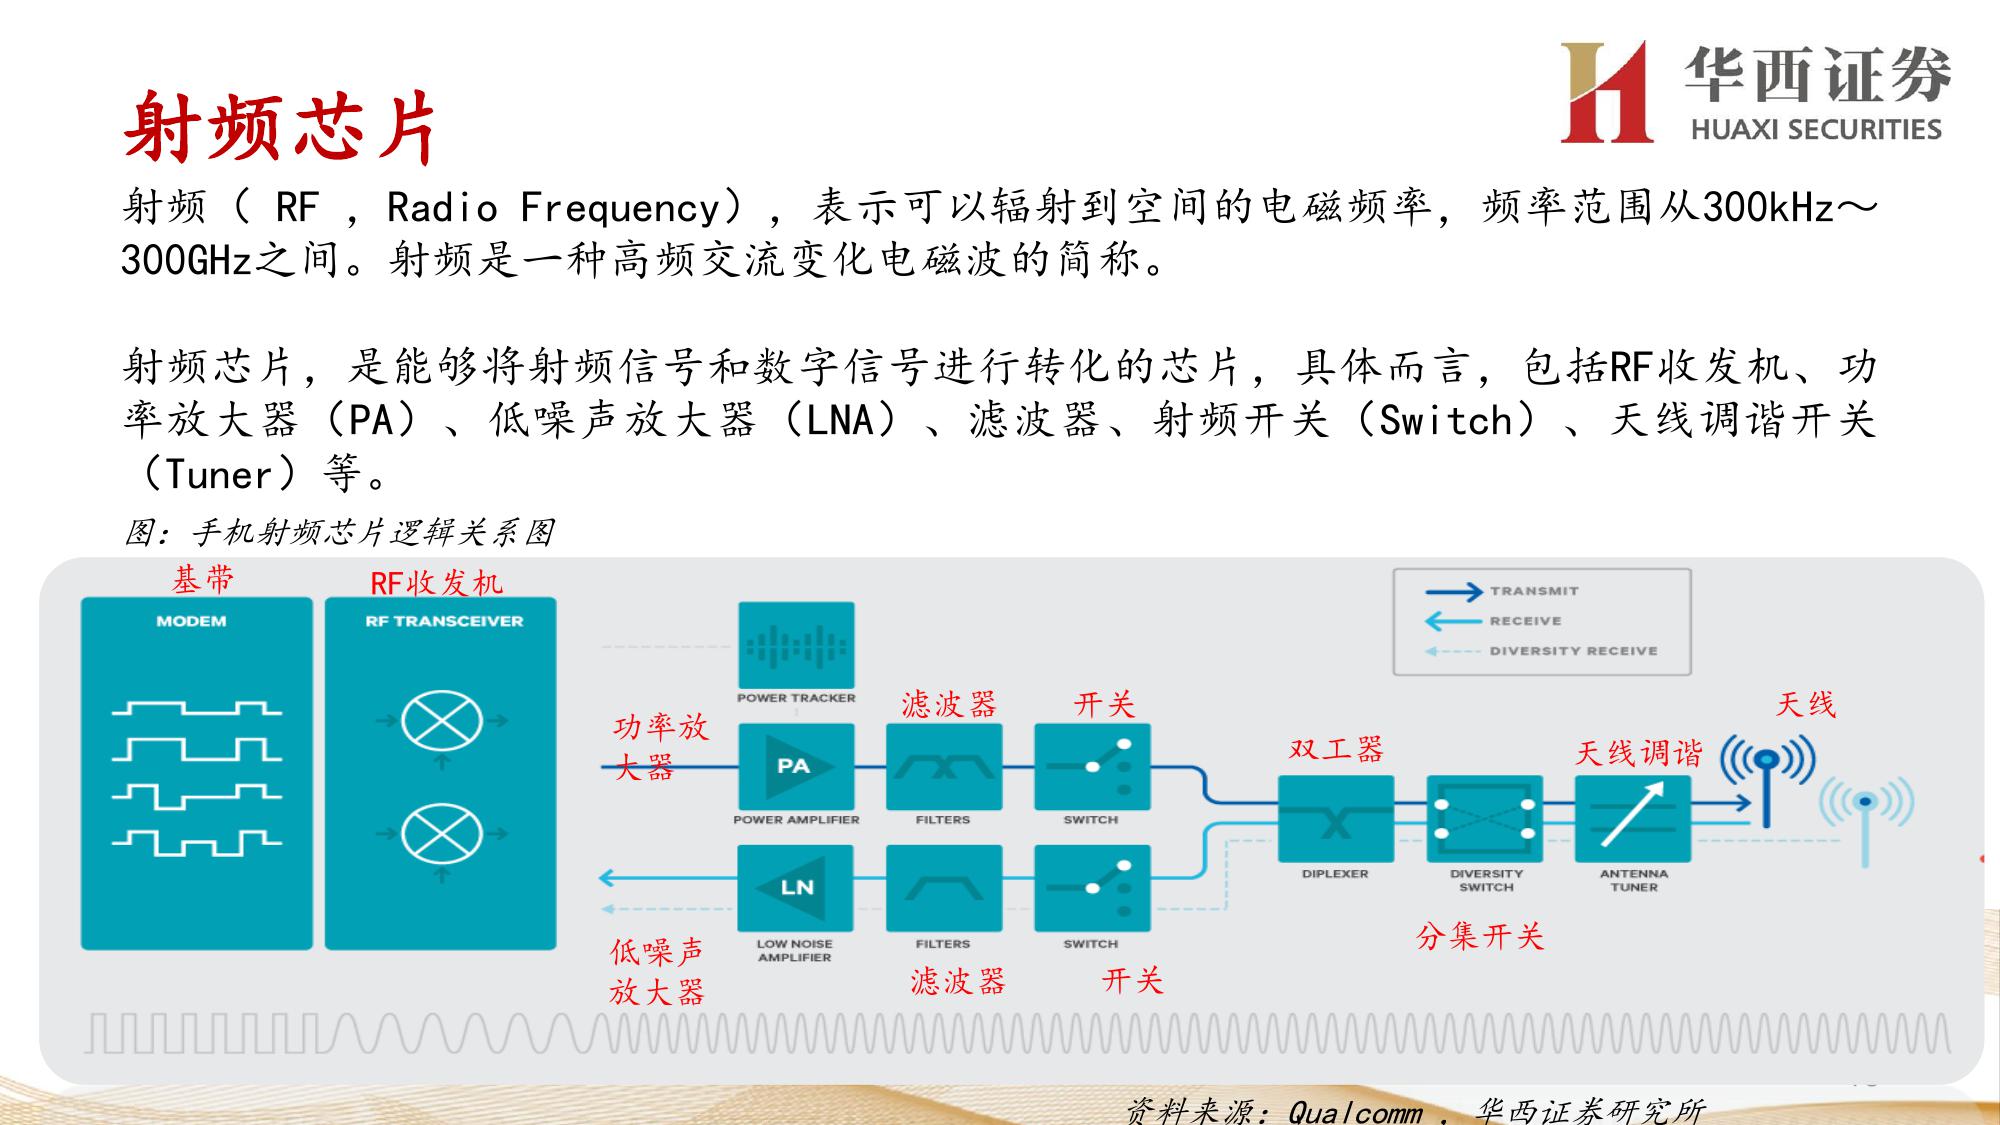 华西证券
HUAXI SECURITIES
射频芯片
射频（ RF ，Radio Frequency），表示可以辐射到空间的电磁频率，频率范围从300kHz～
300GHz之间。射频是一种高频交流变化电磁波的简称。
射频芯片，是能够将射频信号和数字信号进行转化的芯片，具体而言，包括RF收发机、功
率放大器（PA）、低噪声放大器（LNA）、滤波器、射频开关（Switch）、天线调谐开关
（Tuner）等。
图：手机射频芯片逻辑关系图
基带
RF收发机
MODEM
RF TRANSCEIVER
TRANSMIT
RECEIVE
DIVERSITY RECEIVE
POWER TRACKER
功率放
大器
滤波器
开关
双工器
天线调谐
天线
PA
POWER AMPLIFIER
FILTERS
SWITCH
LN
DIPLEXER
DIVERSITY
SWITCH
ANTENNA
TUNER
分集开关
低噪声
放大器
LOW NOISE
AMPLIFIER
FILTERS
SWITCH
滤波器
开关
资料来源：Qualcomm ，华西证券研究所